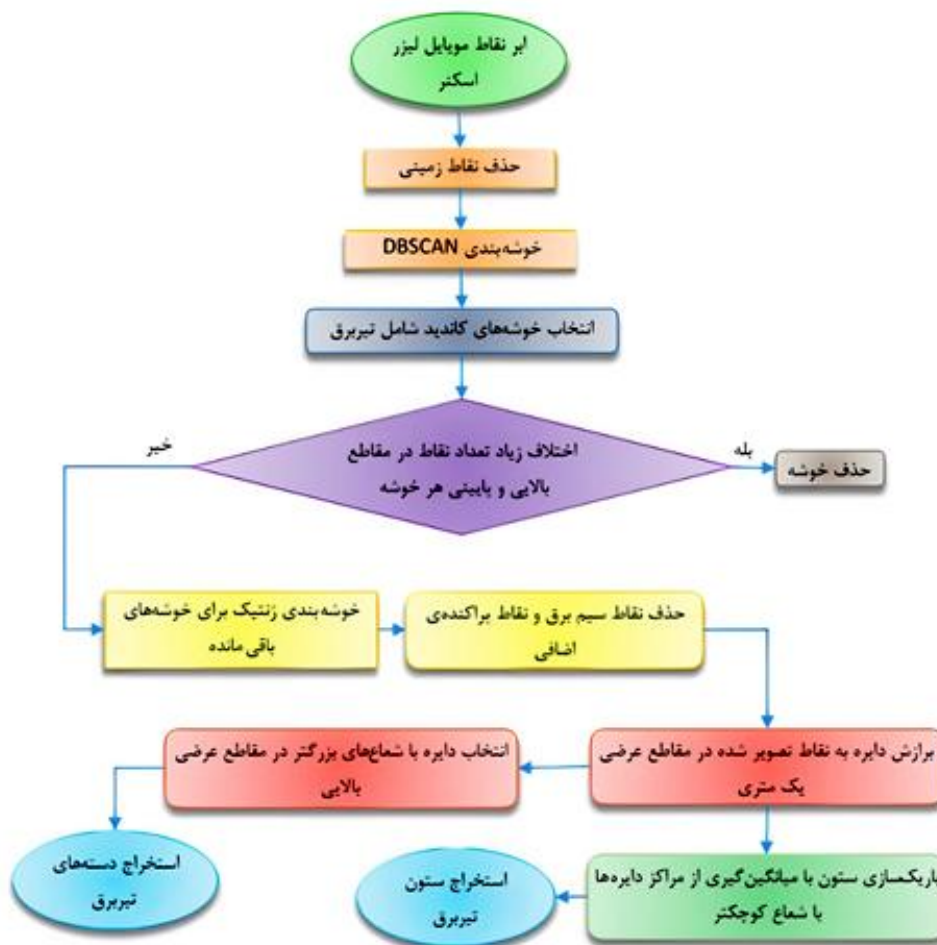 ابر نقاط موبایل لیزر
اسکنر
حذف نقاط زمینی
خوشه‌بندی DBSCAN
انتخاب خوشه‌های کاندید شامل تیربرق
اختلاف زیاد تعداد نقاط در مقاطع
بالایی و پایینی هر خوشه
بله
حذف خوشه
خیر
خوشه‌بندی ژنتیک برای خوشه‌های
باقی مانده
حذف نقاط سیم برق و نقاط پراکنده‌ی
اضافی
برازش دایره به نقاط تصویر شده در مقاطع عرضی
یک متری
انتخاب دایره با شعاع‌های بزرگتر در مقاطع عرضی
بالایی
استخراج دسته‌های
تیربرق
باریکسازی ستون با میانگین‌گیری از مراکز دایره‌ها
با شعاع کوچکتر
استخراج ستون
تیربرق